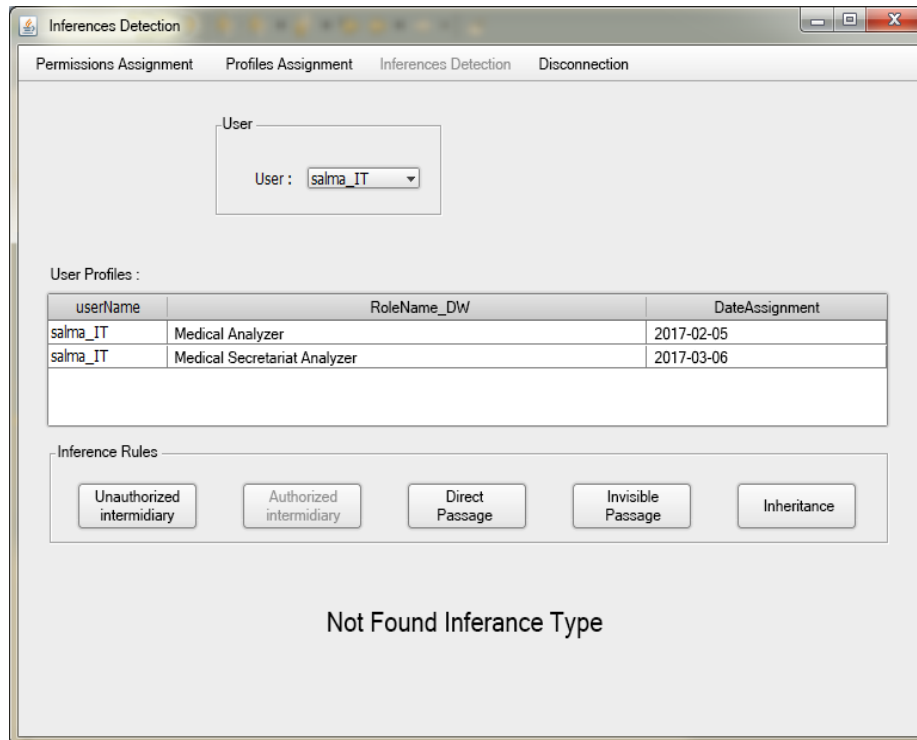 Inferences Detection
Permissions Assignment Profiles Assignment Inferences Detection Disconnection
User
User : salma_IT
User Profiles :
userName RoleName_DW DateAssignment
salma_IT Medical Analyzer 2017-02-05
salma_IT Medical Secretariat Analyzer 2017-03-06
Inference Rules
Unauthorized Authorized Direct Invisible Inheritance
intermidiary intermidiary Passage Passage
Not Found Inferance Type